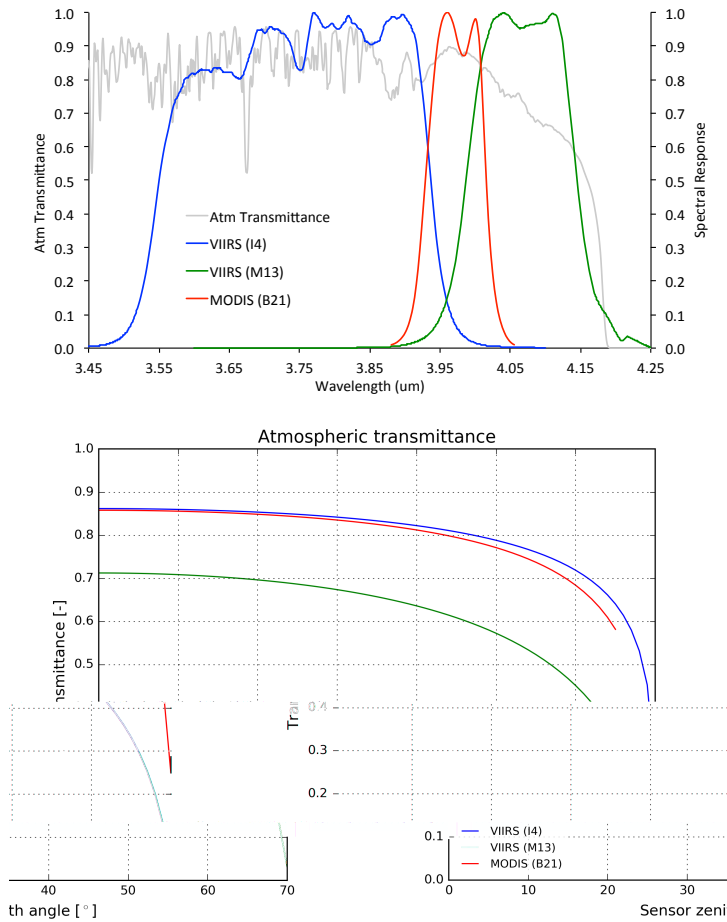 1.0
0.9
0.8
0.7
0.6
0.5
0.4
0.3
0.2
0.1
0.0
Atm Transmittance
1.0
0.9
0.8
0.7
0.6
0.5
0.4
0.3
0.2
0.1
0.0
Spectral Response
Atm Transmittance
VIIRS (I4)
VIIRS (M13)
MODIS (B21)
3.45 3.55 3.65 3.75 3.85 3.95 4.05 4.15 4.25
Wavelength (um)
Atmospheric transmittance
1.0
0.9
0.8
0.7
0.6
0.5
nsmittance [-]
Tra
0.4
0.3
0.2
0.1
0.0
VIIRS (I4)
VIIRS (M13)
MODIS (B21)
40 50 60 70
0 10 20 30
th angle [°]
Sensor zeni